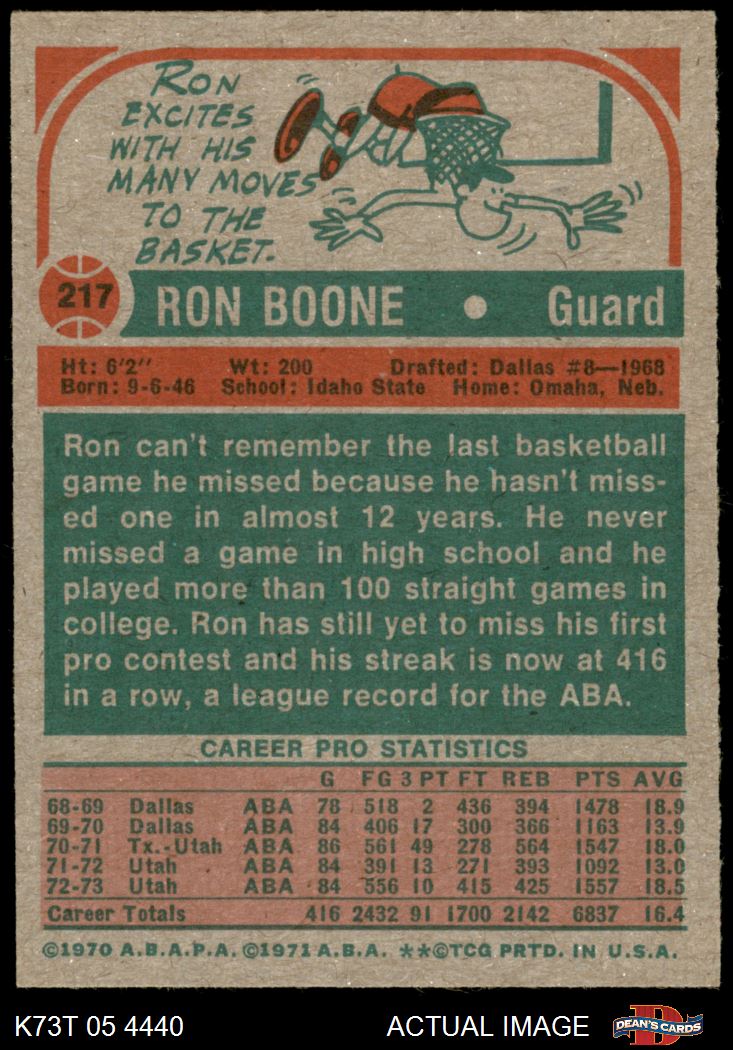 RON
EXCITES
WITH HIS
MANY MOVES
TO THE
BASKET.
217
RON BOONE • Guard
Ht: 6'2" Wt: 200 Drafted: Dallas #8—1968
Born: 9-6-46 School: Idaho State Home: Omaha, Neb.
Ron can't remember the last basketball
game he missed because he hasn't miss-
ed one in almost 12 years. He never
missed a game in high school and he
played more than 100 straight games in
college. Ron has still yet to miss his first
pro contest and his streak is now at 416
in a row, a league record for the ABA.
CAREER PRO STATISTICS
G FG 3 PT FT REB PTS AVG
68-69 Dallas ABA 78 518 2 436 394 1478 18.9
69-70 Dallas ABA 84 406 17 300 366 1163 13.9
70-71 Tx.-Utah ABA 86 561 49 278 564 1547 18.0
71-72 Utah ABA 84 391 13 271 393 1092 13.0
72-73 Utah ABA 84 556 10 415 425 1557 18.5
Career Totals 416 2432 91 1700 2142 6837 16.4
©1970 A.B.A.P.A. ©1971 A.B.A. **©TCG PRTD. IN U.S.A.
K73T 05 4440 ACTUAL IMAGE
D
DEAN'S CARDS